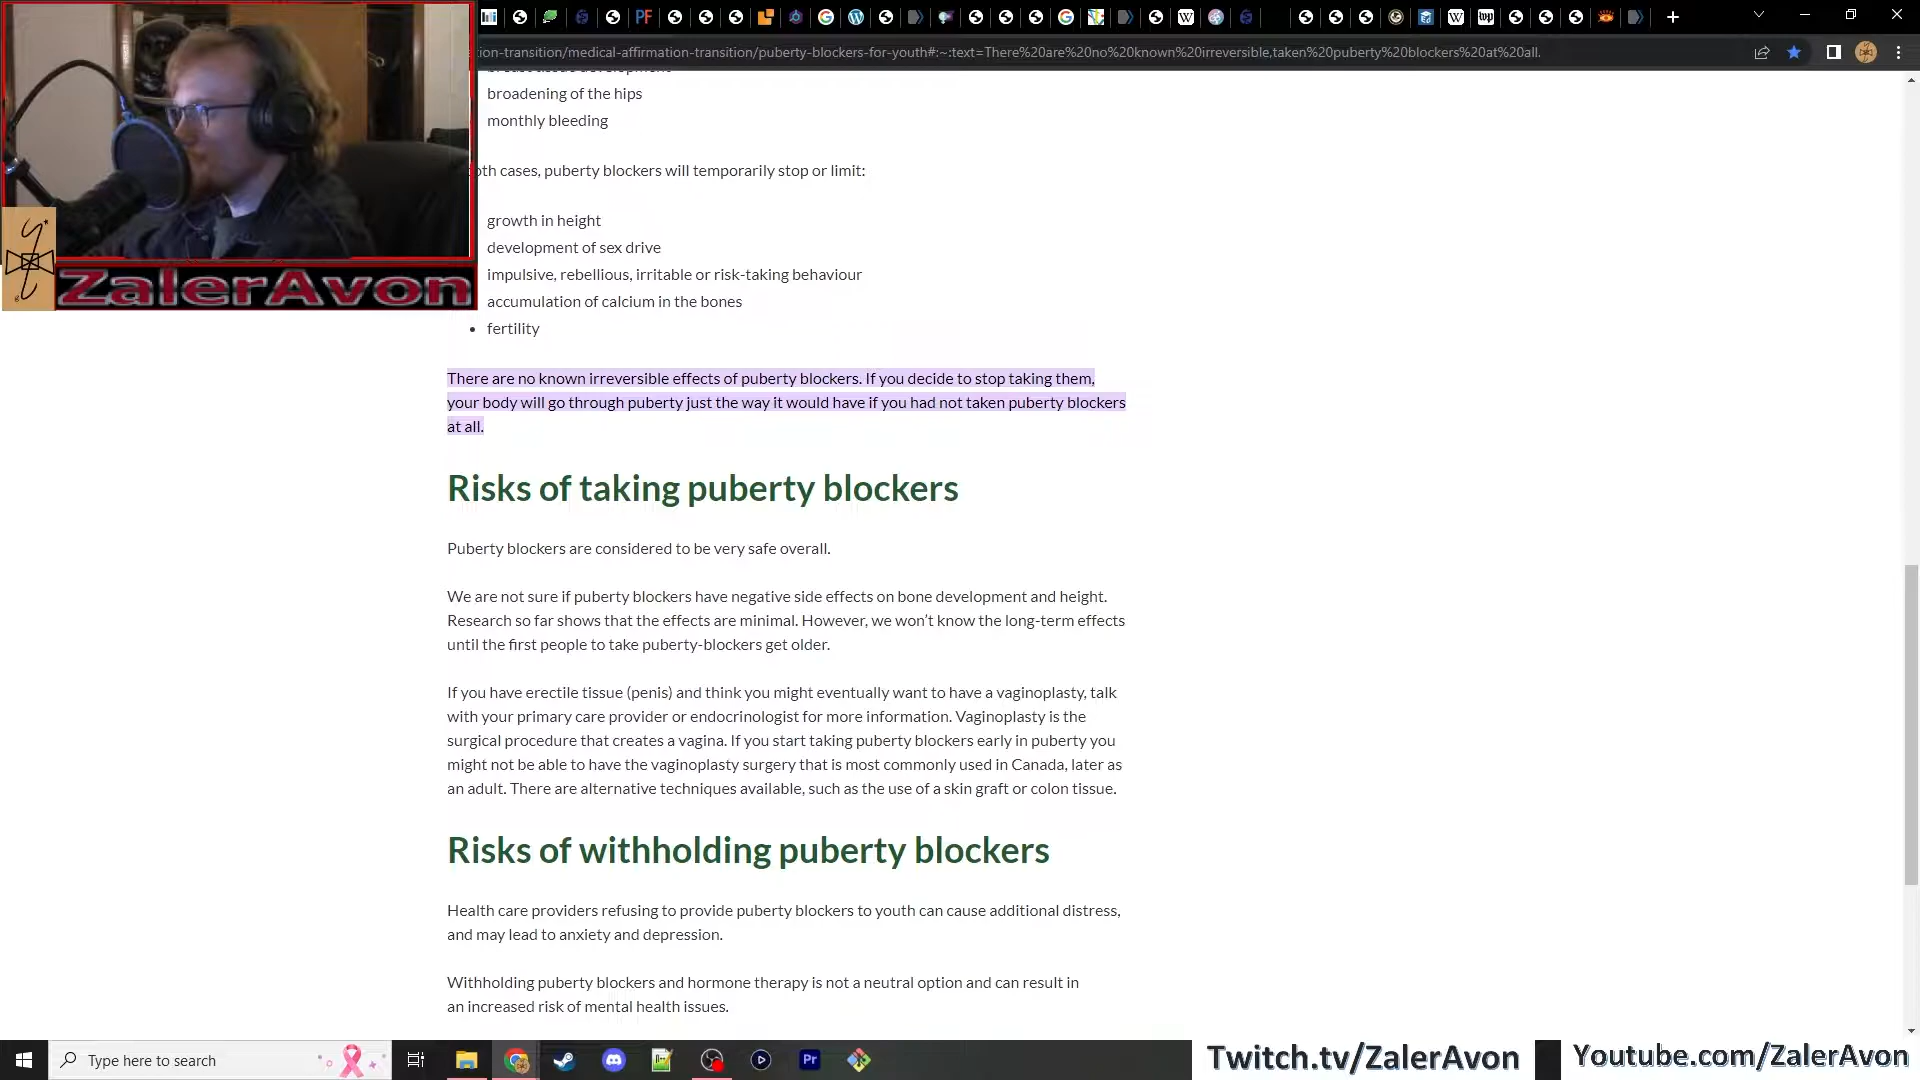 ition-transition/medical-affirmation-transition/puberty-blockers-for-youth#:~:text=There%20are%20no%20known%20irreversible,taken%20puberty%20blockers%20at%20all.
broadening of the hips
monthly bleeding
oth cases, puberty blockers will temporarily stop or limit:
growth in height
development of sex drive
impulsive, rebellious, irritable or risk-taking behaviour
accumulation of calcium in the bones
• fertility
ZalerAvon
There are no known irreversible effects of puberty blockers. If you decide to stop taking them,
your body will go through puberty just the way it would have if you had not taken puberty blockers
at all.
Risks of taking puberty blockers
Puberty blockers are considered to be very safe overall.
We are not sure if puberty blockers have negative side effects on bone development and height.
Research so far shows that the effects are minimal. However, we won’t know the long-term effects
until the first people to take puberty-blockers get older.
If you have erectile tissue (penis) and think you might eventually want to have a vaginoplasty, talk
with your primary care provider or endocrinologist for more information. Vaginoplasty is the
surgical procedure that creates a vagina. If you start taking puberty blockers early in puberty you
might not be able to have the vaginoplasty surgery that is most commonly used in Canada, later as
an adult. There are alternative techniques available, such as the use of a skin graft or colon tissue.
Risks of withholding puberty blockers
Health care providers refusing to provide puberty blockers to youth can cause additional distress,
and may lead to anxiety and depression.
Withholding puberty blockers and hormone therapy is not a neutral option and can result in
an increased risk of mental health issues.
Type here to search
Twitch.tv/ZalerAvon
Youtube.com/ZalerAvon